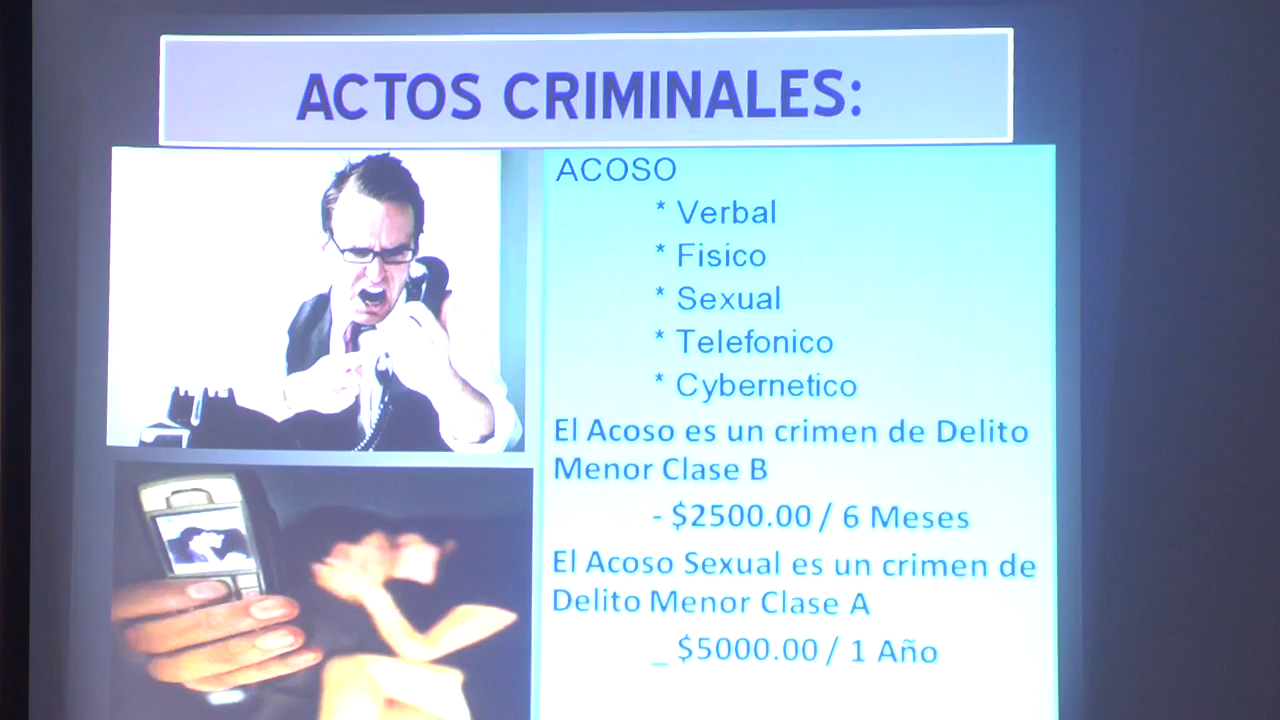 ACTOS CRIMINALES:
ACOSO
* Verbal
* Fisico
* Sexual
* Telefonico
* Cybernetico
El Acoso es un crimen de Delito
Menor Clase B
- $2500.00 / 6 Meses
El Acoso Sexual es un crimen de
Delito Menor Clase A
_ $5000.00 / 1 Año